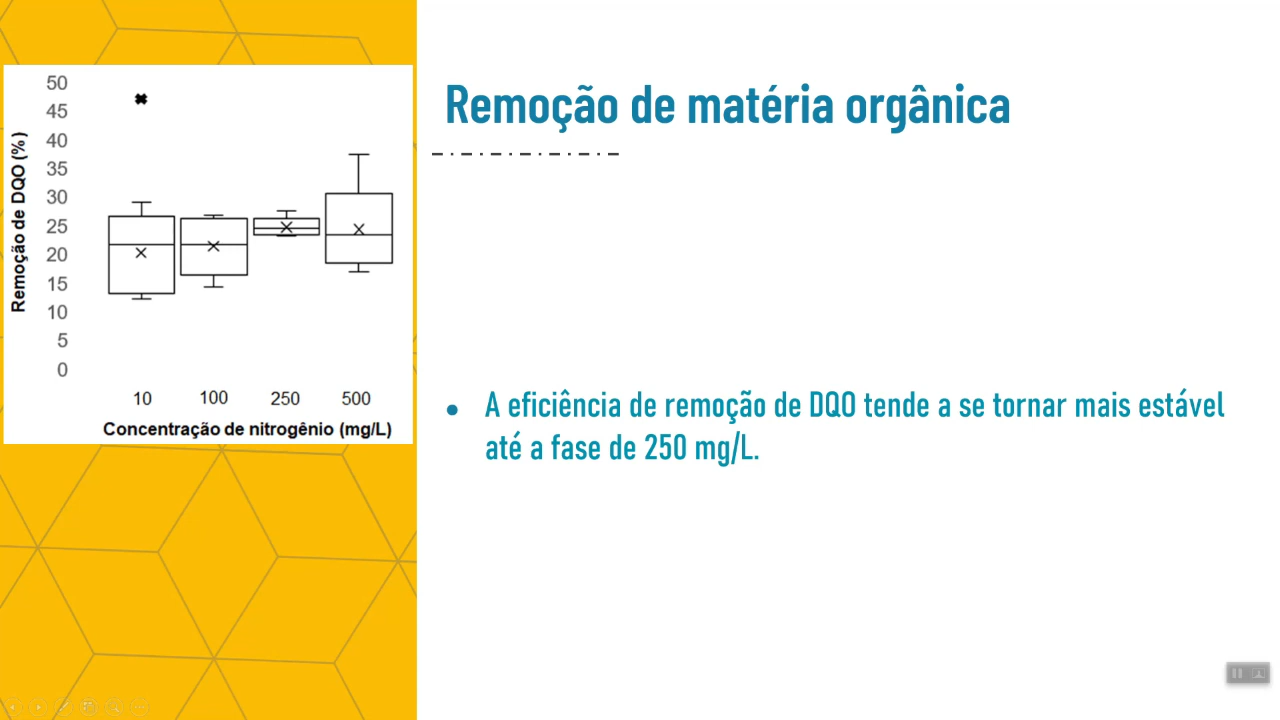 Remoção de matéria orgânica
50
45
40
35
30
25
20
15
10
5
0
Remoção de DQO (%)
10 100 250 500
Concentração de nitrogênio (mg/L)
• A eficiência de remoção de DQO tende a se tornar mais estável
até a fase de 250 mg/L.